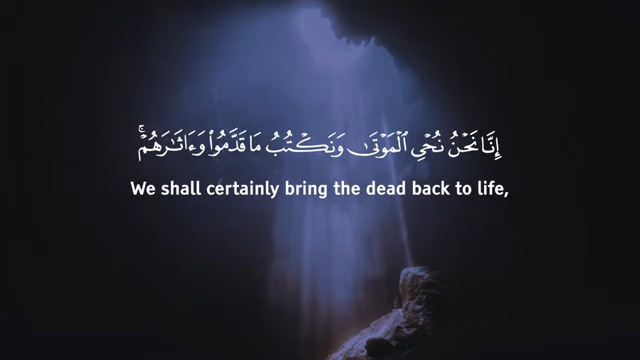 إِنَّا نَحْنُ نُحْيِ ٱلْمَوْتَىٰ وَنَكْتُبُ مَا قَدَّمُوا۟ وَءَاثَـٰرَهُمْ ۚ
We shall certainly bring the dead back to life,